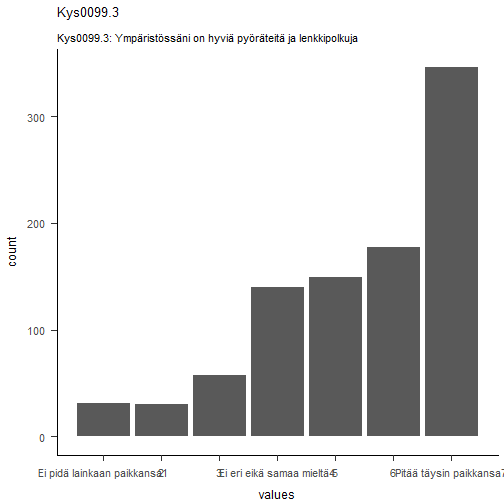 Kys0099.3
Kys0099.3: Ympäristössäni on hyviä pyöräteitä ja lenkkipolkuja
300
200
100
0
count
Ei pidä lainkaan paikkansa1 2 3 Ei eri eikä samaa mieltä4 5 6 Pitää täysin paikkansa7
values